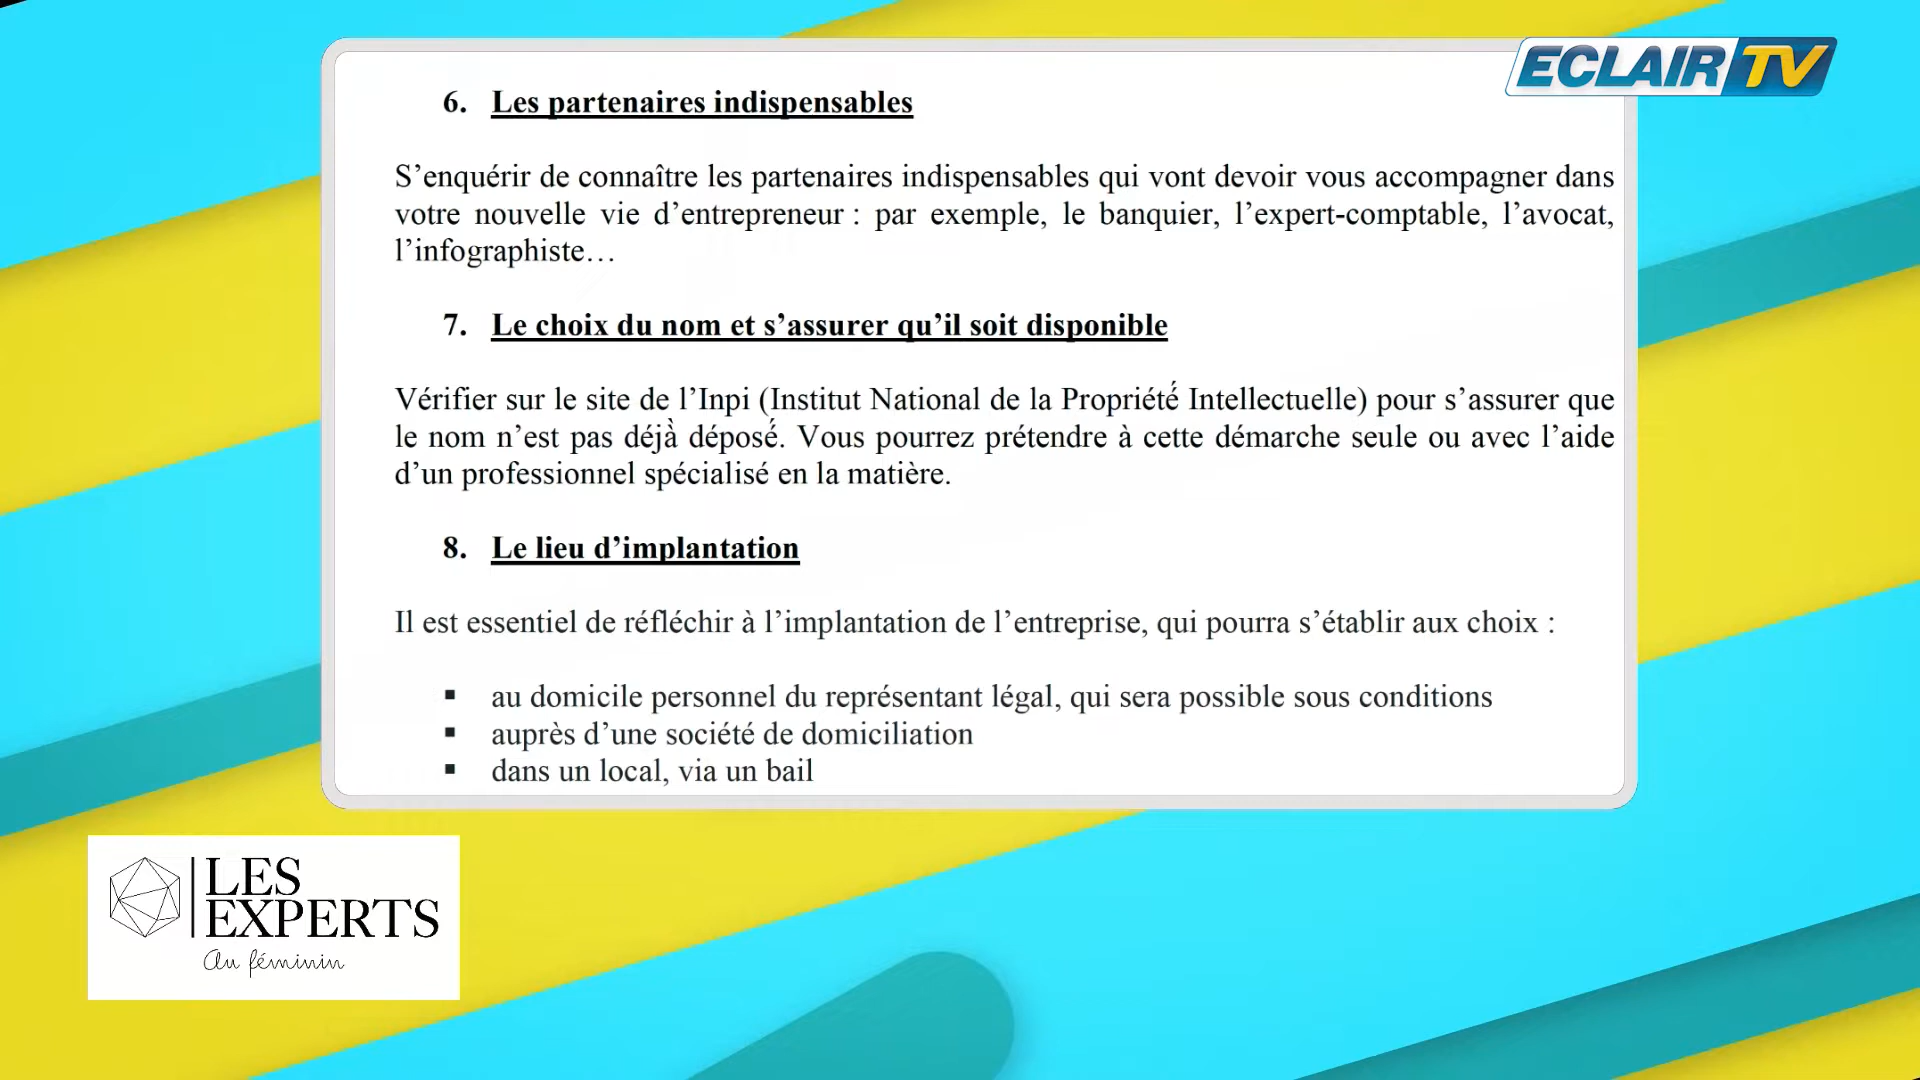 ECLAIR TV
6. Les partenaires indispensables
S’enquérir de connaître les partenaires indispensables qui vont devoir vous accompagner dans
votre nouvelle vie d’entrepreneur : par exemple, le banquier, l’expert-comptable, l’avocat,
l’infographiste…
7. Le choix du nom et s’assurer qu’il soit disponible
Vérifier sur le site de l’Inpi (Institut National de la Propriété́ Intellectuelle) pour s’assurer que
le nom n’est pas déjà̀ déposé́. Vous pourrez prétendre à cette démarche seule ou avec l’aide
d’un professionnel spécialisé en la matière.
8. Le lieu d’implantation
Il est essentiel de réfléchir à l’implantation de l’entreprise, qui pourra s’établir aux choix :
▪ au domicile personnel du représentant légal, qui sera possible sous conditions
▪ auprès d’une société de domiciliation
▪ dans un local, via un bail
LES
EXPERTS
Au féminin